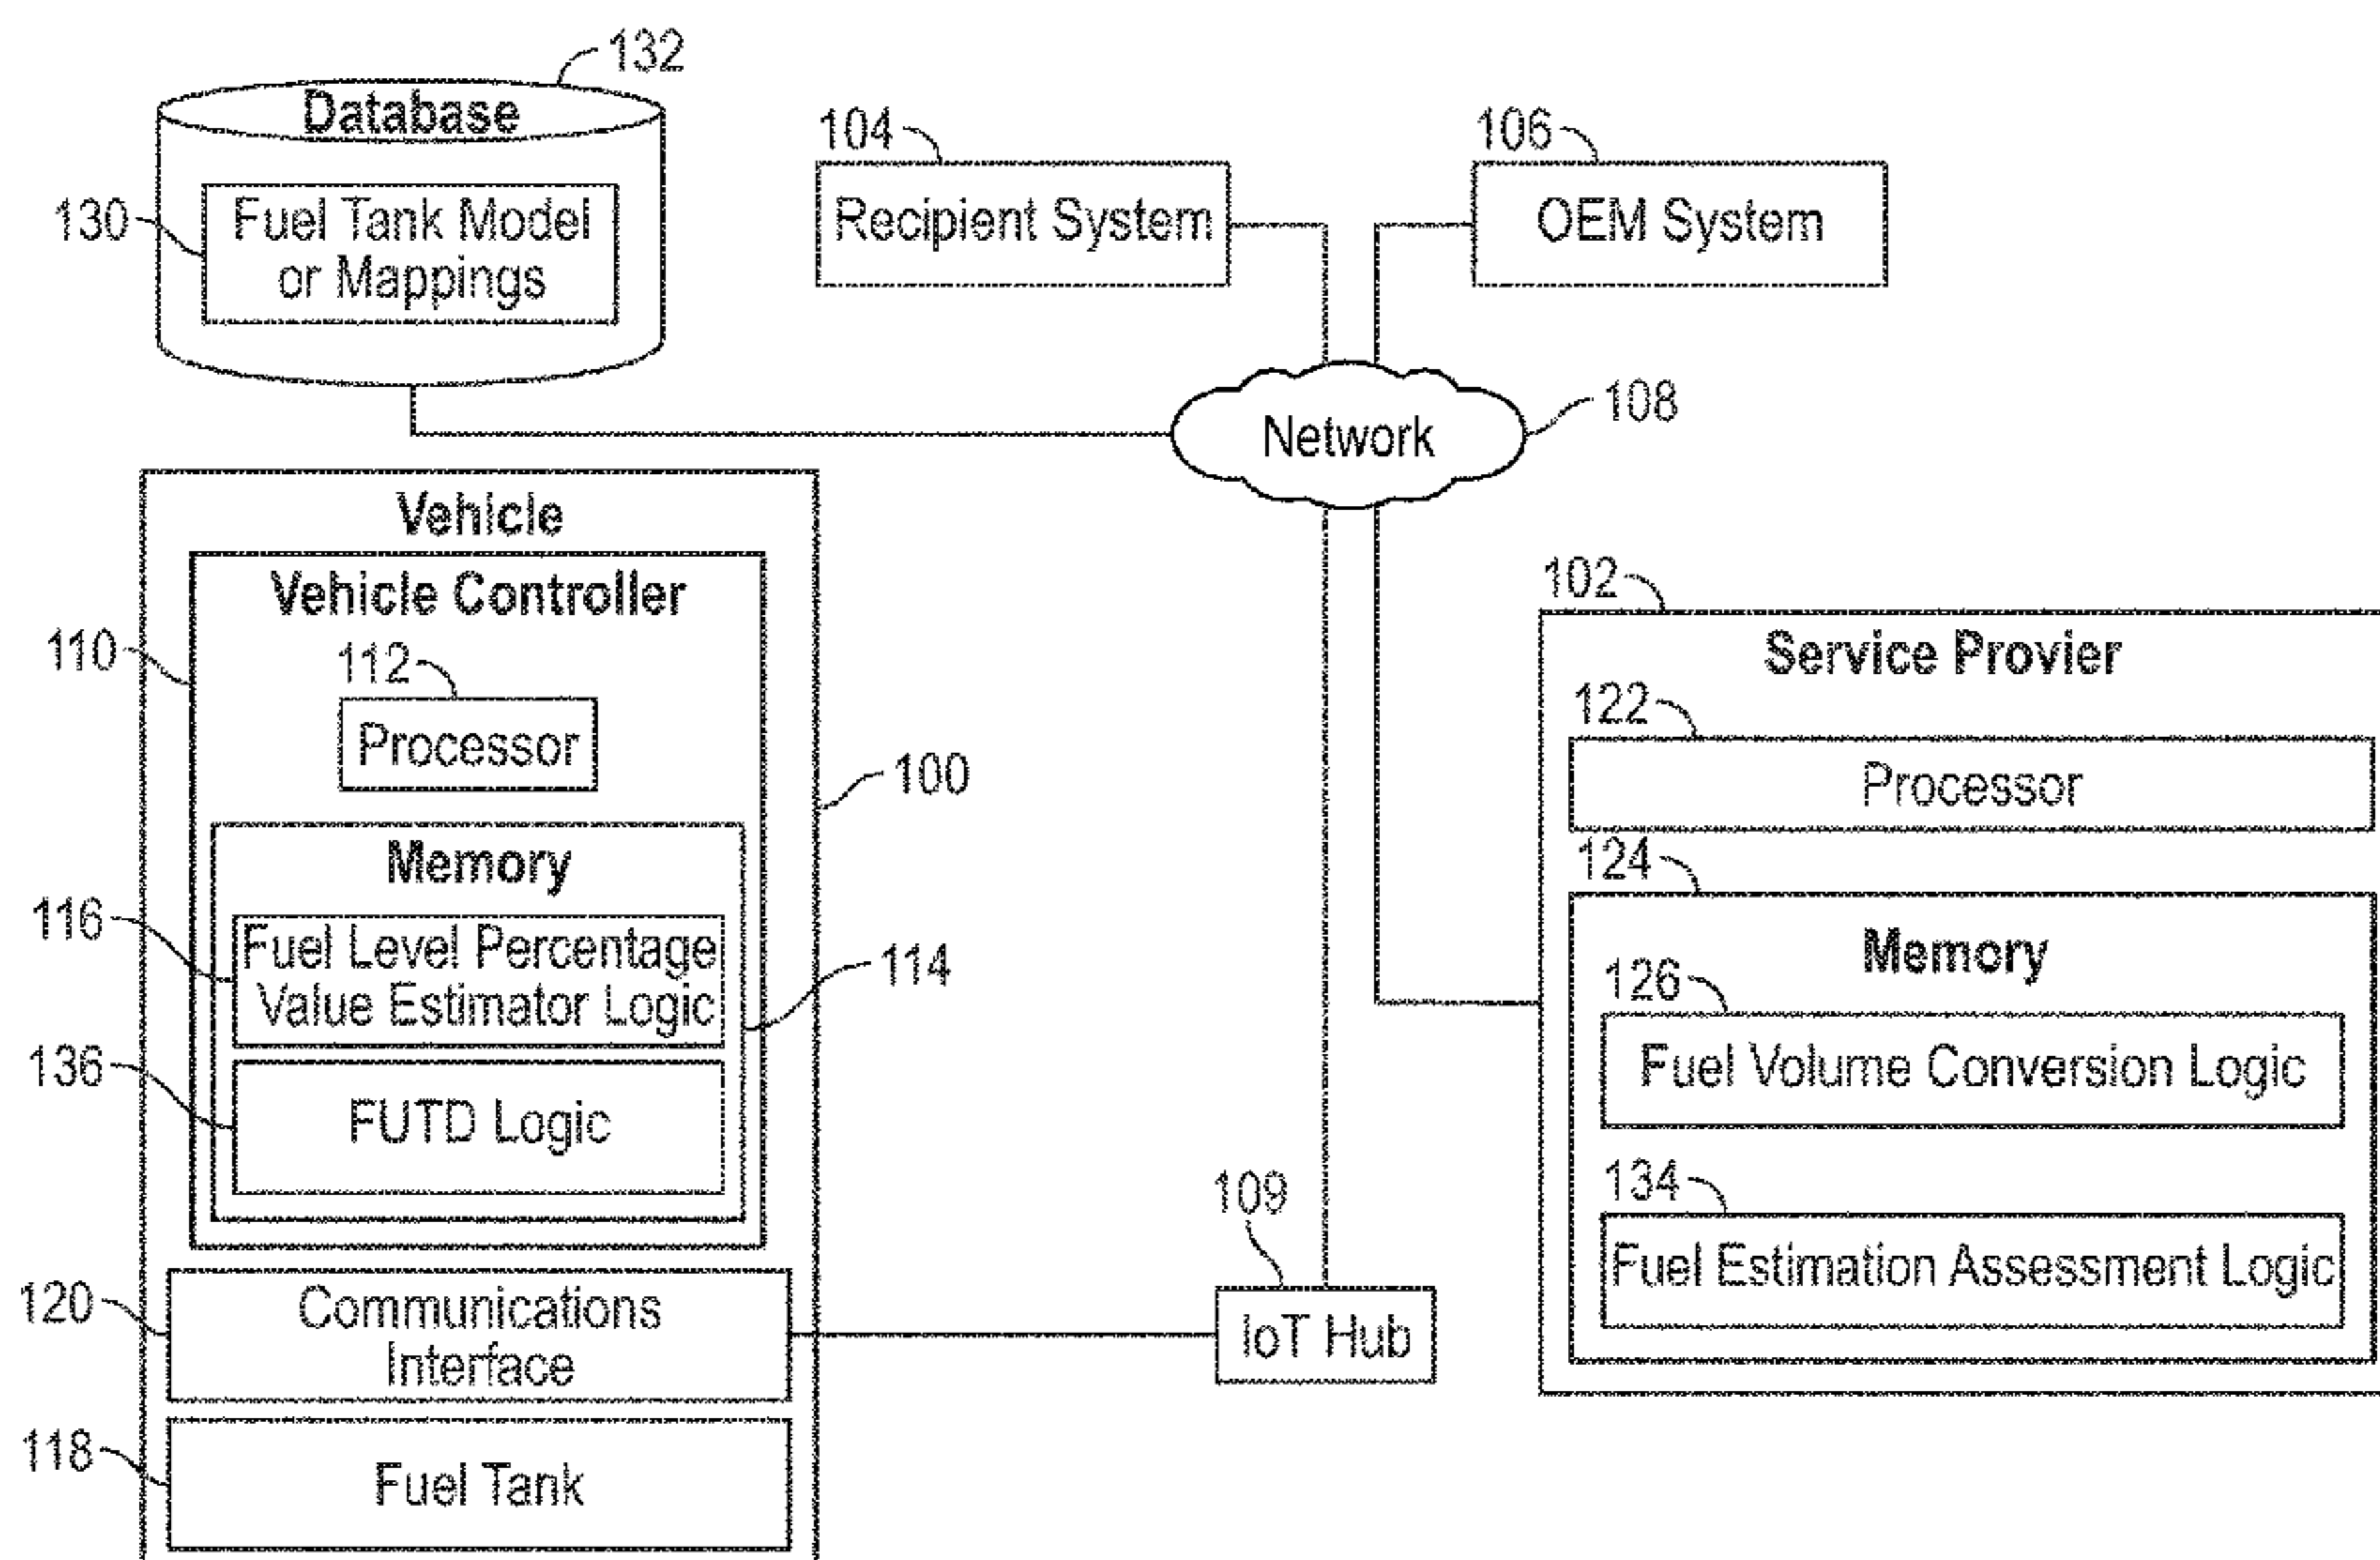 132
Database
130
Fuel Tank Model
or Mappings
104
Recipient System
106
OEM System
Network
108
Vehicle
Vehicle Controller
110
112
Processor
100
Memory
116
Fuel Level Percentage
Value Estimator Logic
114
136
FUTD Logic
120
Communications
Interface
118
Fuel Tank
109
IoT Hub
102
Service Provier
122
Processor
124
Memory
126
Fuel Volume Conversion Logic
134
Fuel Estimation Assessment Logic